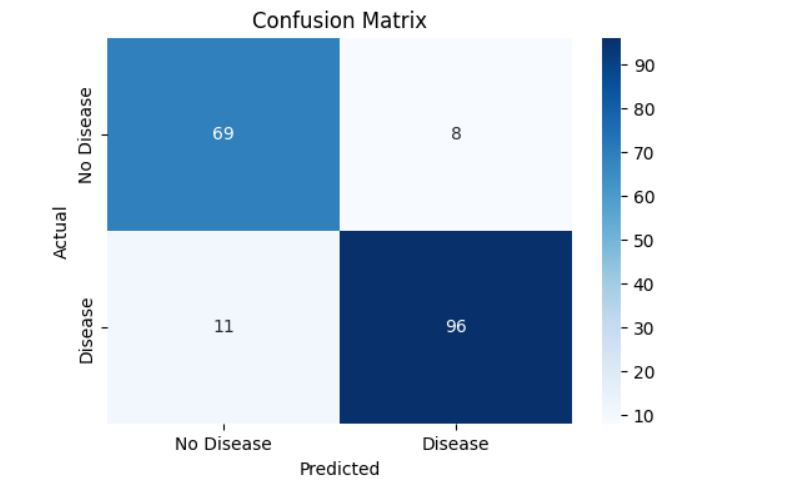 Confusion Matrix
No Disease
69
8
90
80
70
60
50
40
30
20
10
Actual
Disease
11
96
No Disease
Disease
Predicted